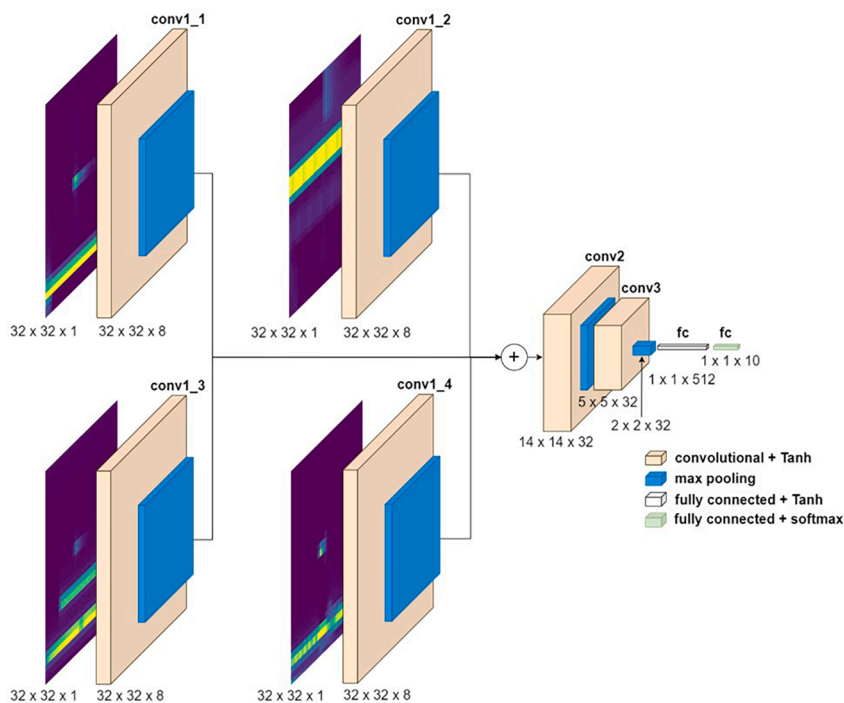 conv1_1
conv1_2
32 x 32 x 1
32 x 32 x 8
32 x 32 x 1
32 x 32 x 8
conv2
conv3
fc
fc
+
1 x 1 x 10
1 x 1 x 512
5 x 5 x 32
2 x 2 x 32
14 x 14 x 32
conv1_3
conv1_4
32 x 32 x 1
32 x 32 x 8
32 x 32 x 1
32 x 32 x 8
convolutional + Tanh
max pooling
fully connected + Tanh
fully connected + softmax